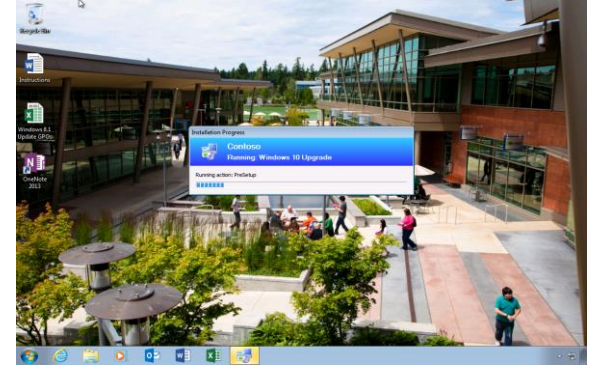 Recycle Bin
Instructions
Windows 8.1
Update GPOs
OneNote
2013
Installation Progress
Contoso
Running: Windows 10 Upgrade
Running action: PreSetup